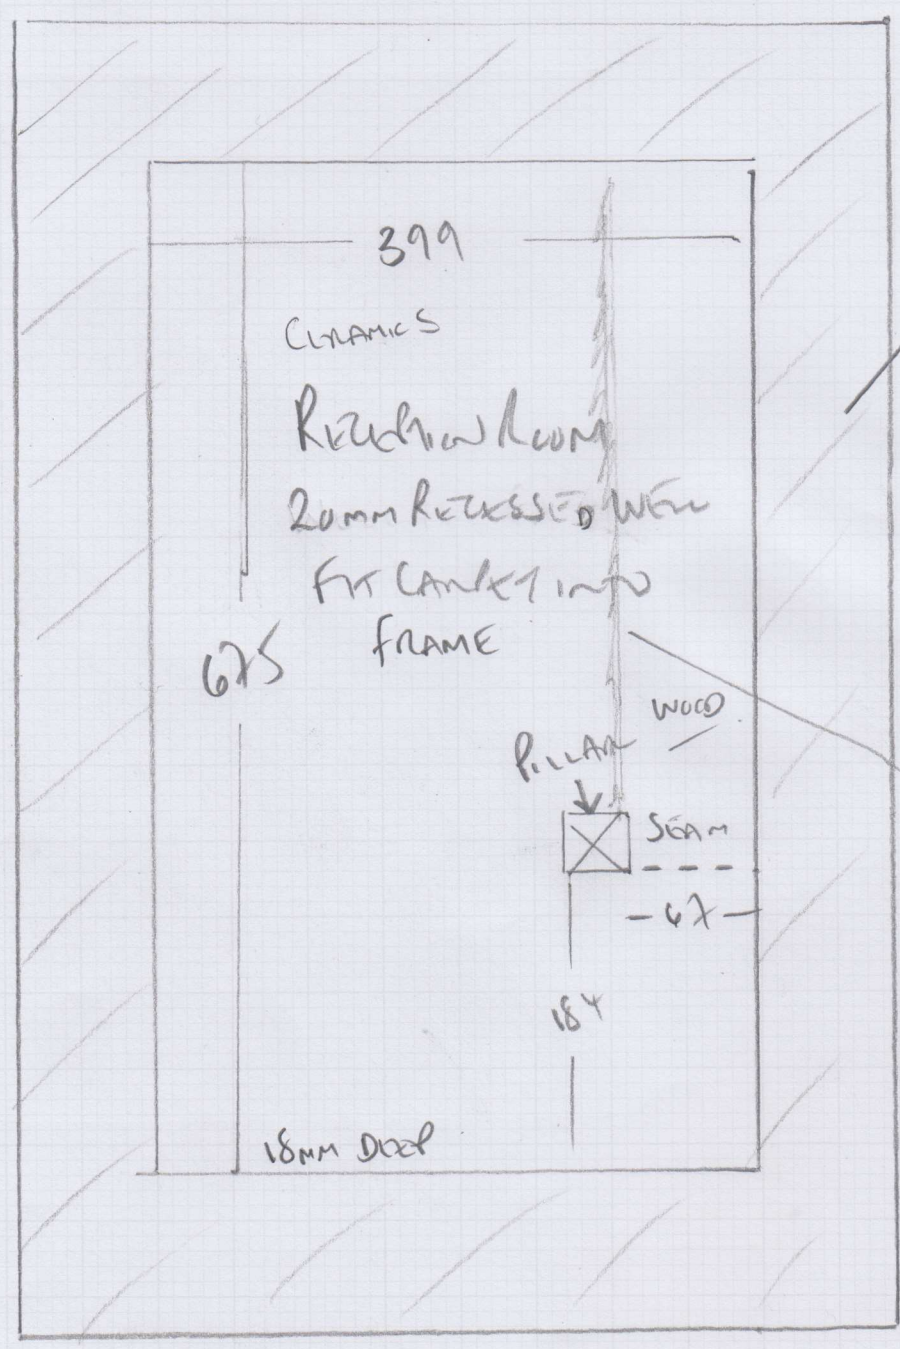 399
CERAMICS
RECEPTION ROOM
20MM RECESSED WELL
FIT CARPET INTO
FRAME
675
WOOD
PILLAR
SEAM
67
184
18MM DEEP